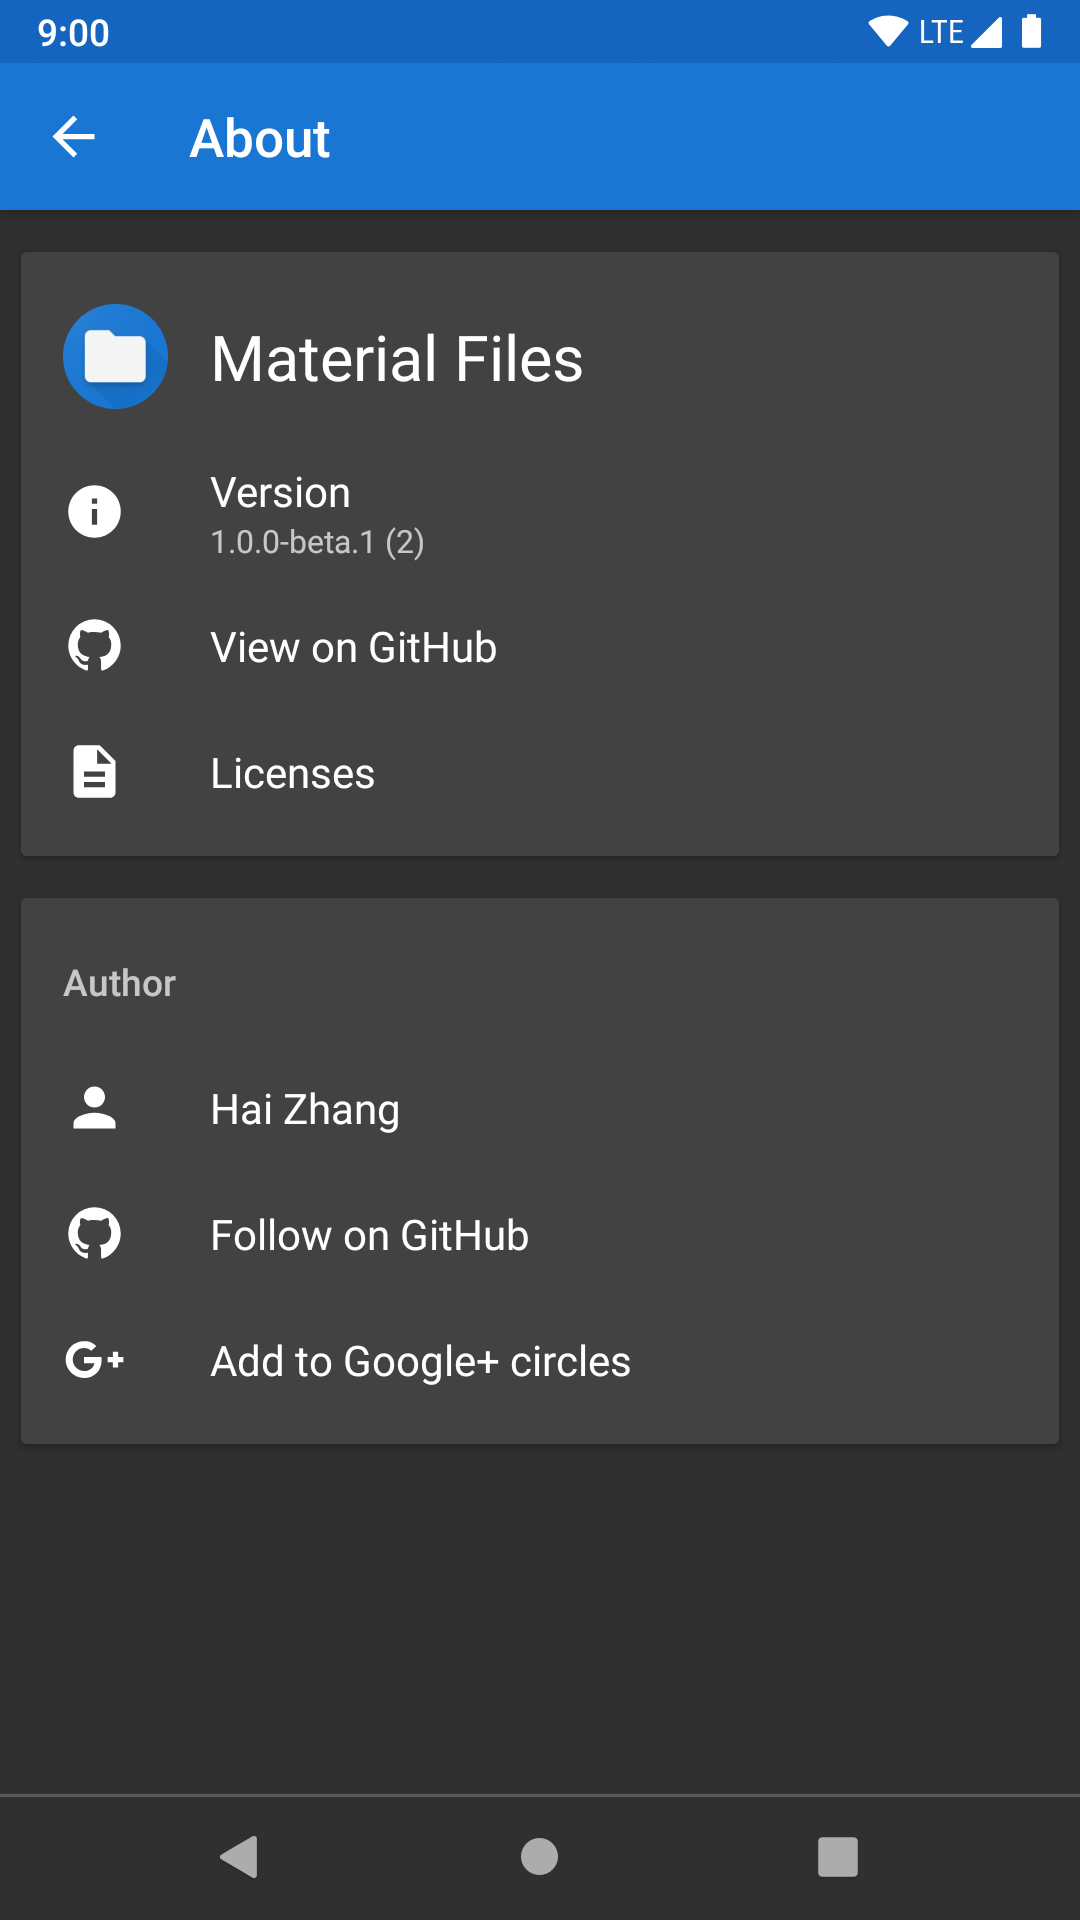 9:00 LTE
About
Material Files
Version
1.0.0-beta.1 (2)
View on GitHub
Licenses
Author
Hai Zhang
Follow on GitHub
G+ Add to Google+ circles